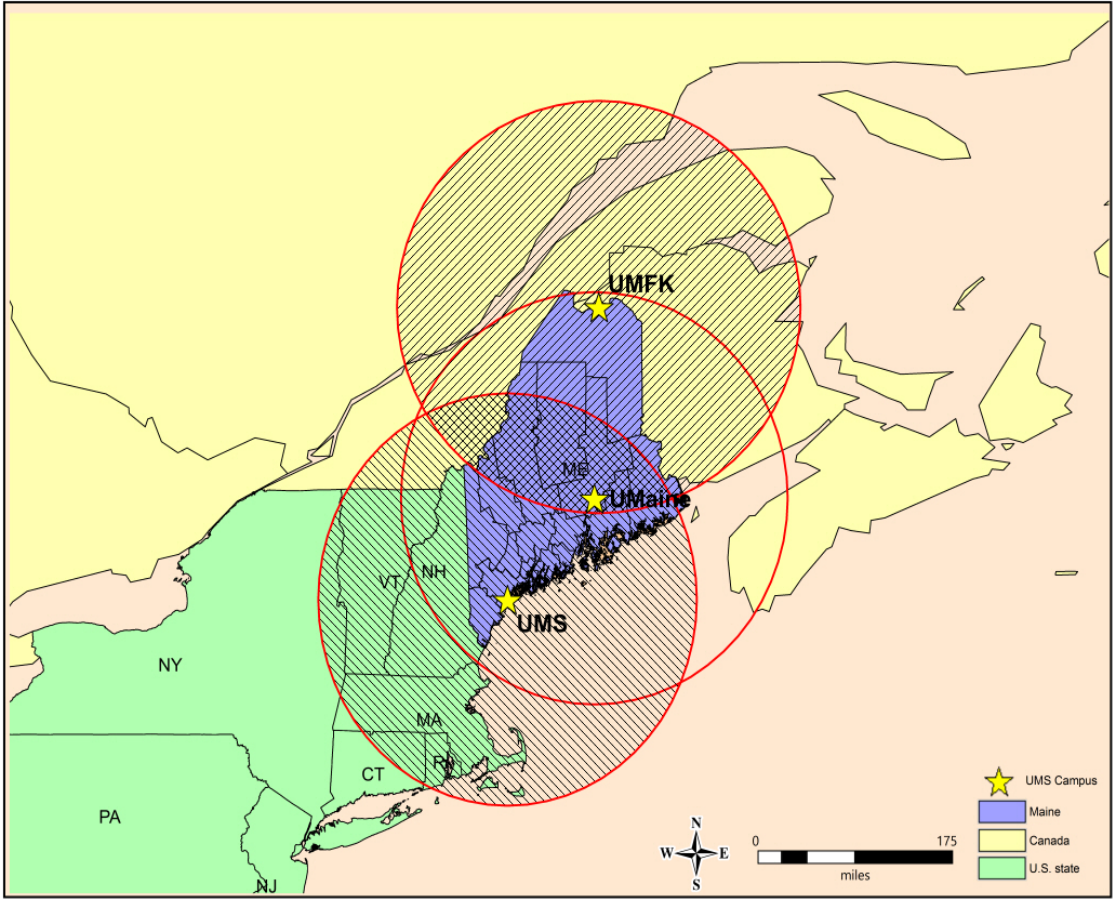 UMFK
ME
UMaine
NH
VT
UMS
NY
MA
RI
CT
PA
NJ
UMS Campus
Maine
Canada
U.S. state
N
W E
S
0 175
miles